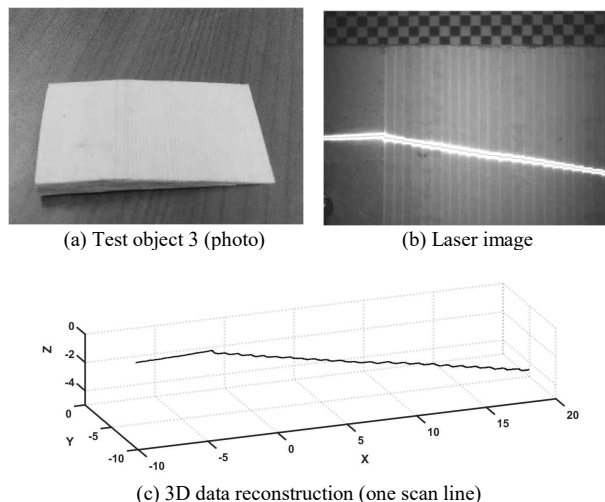 (a) Test object 3 (photo)
(b) Laser image
0
-2
-4
Z
0
-5
-10
Y
-10
-5
0
5
10
15
20
X
(c) 3D data reconstruction (one scan line)